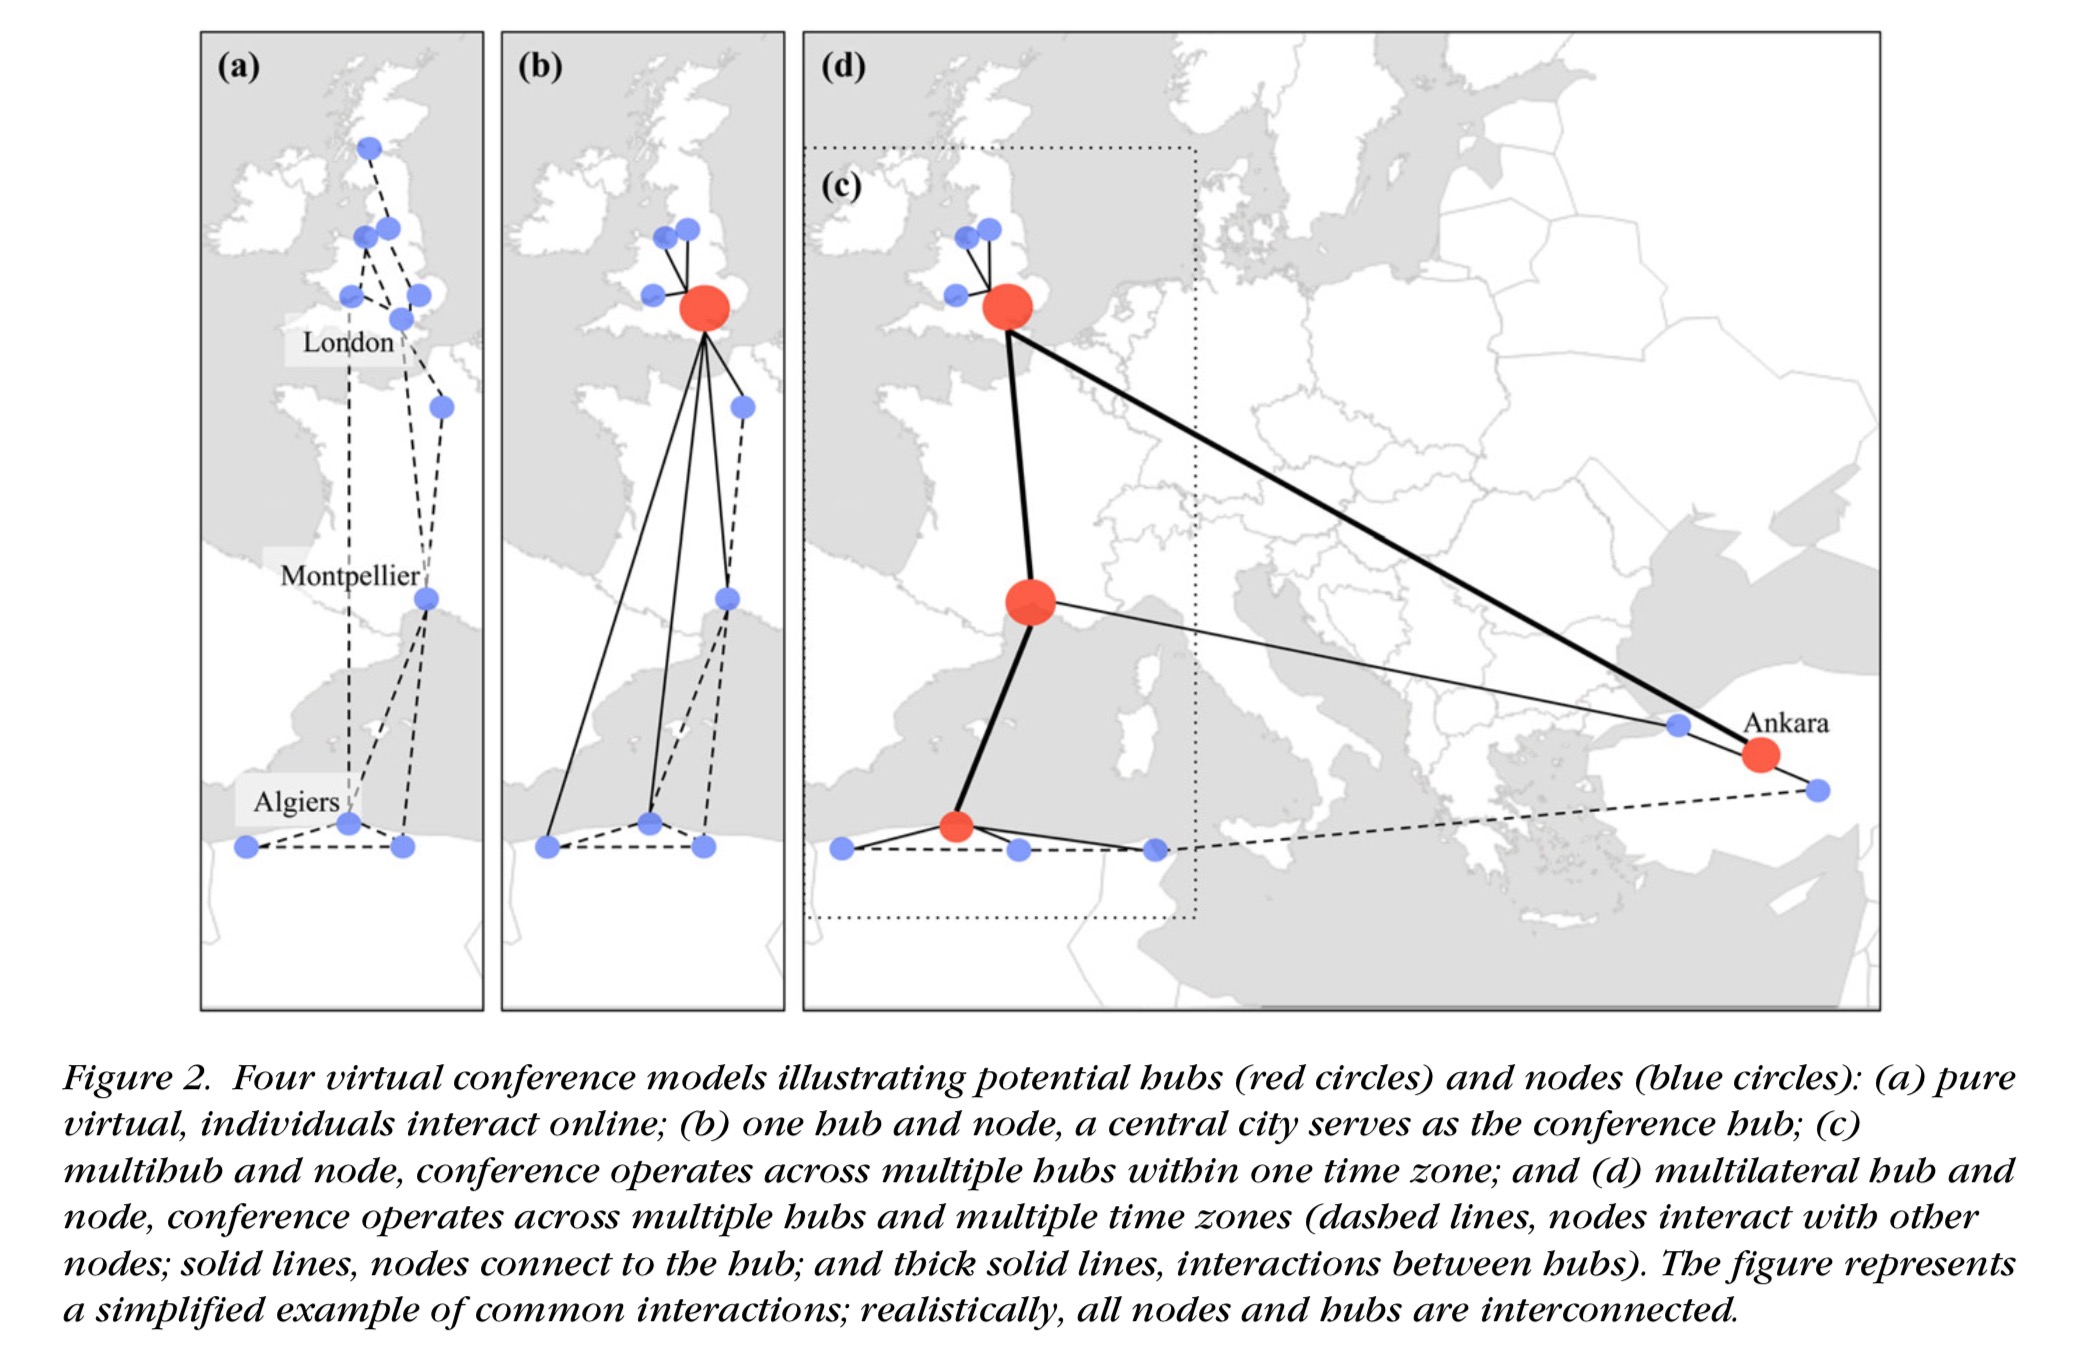 (a)
(b)
(d)
(c)
London
Montpellier
Algiers
Ankara
Figure 2. Four virtual conference models illustrating potential hubs (red circles) and nodes (blue circles): (a) pure
virtual, individuals interact online; (b) one hub and node, a central city serves as the conference hub; (c)
multihub and node, conference operates across multiple hubs within one time zone; and (d) multilateral hub and
node, conference operates across multiple hubs and multiple time zones (dashed lines, nodes interact with other
nodes; solid lines, nodes connect to the hub; and thick solid lines, interactions between hubs). The figure represents
a simplified example of common interactions; realistically, all nodes and hubs are interconnected.